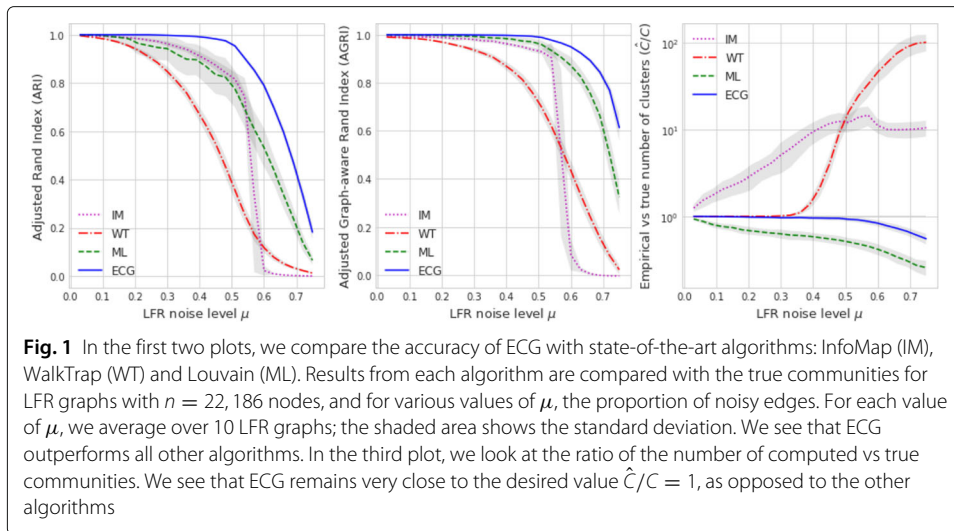 Adjusted Rand Index (ARI)
1.0
0.8
0.6
0.4
0.2
0.0
IM
WT
ML
ECG
0.0 0.1 0.2 0.3 0.4 0.5 0.6 0.7
LFR noise level μ
Adjusted Graph-aware Rand Index (AGRI)
1.0
0.8
0.6
0.4
0.2
0.0
IM
WT
ML
ECG
0.0 0.1 0.2 0.3 0.4 0.5 0.6 0.7
LFR noise level μ
Empirical vs true number of clusters (Ĉ/C)
10²
10¹
10⁰
IM
WT
ML
ECG
0.0 0.1 0.2 0.3 0.4 0.5 0.6 0.7
LFR noise level μ
Fig. 1 In the first two plots, we compare the accuracy of ECG with state-of-the-art algorithms: InfoMap (IM),
WalkTrap (WT) and Louvain (ML). Results from each algorithm are compared with the true communities for
LFR graphs with n = 22, 186 nodes, and for various values of μ, the proportion of noisy edges. For each value
of μ, we average over 10 LFR graphs; the shaded area shows the standard deviation. We see that ECG
outperforms all other algorithms. In the third plot, we look at the ratio of the number of computed vs true
communities. We see that ECG remains very close to the desired value Ĉ/C = 1, as opposed to the other
algorithms